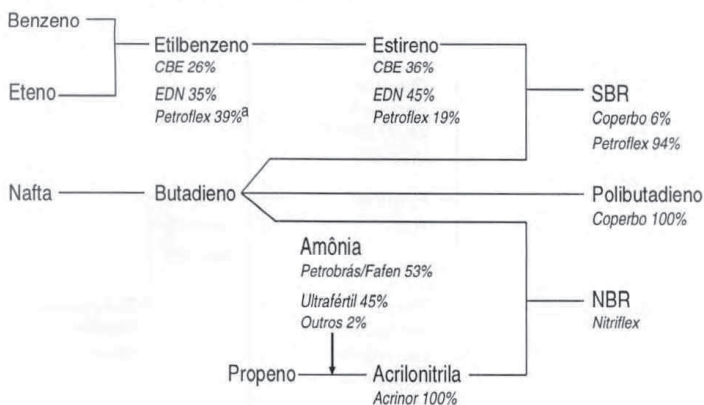 Benzeno
Etilbenzeno
CBE 26%
EDN 35%
Petroflex 39%a
Estireno
CBE 36%
EDN 45%
Petroflex 19%
Eteno
SBR
Coperbo 6%
Petroflex 94%
Nafta
Butadieno
Polibutadieno
Coperbo 100%
Amônia
Petrobrás/Fafen 53%
Ultrafértil 45%
Outros 2%
NBR
Nitriflex
Propeno
Acrilonitrila
Acrinor 100%